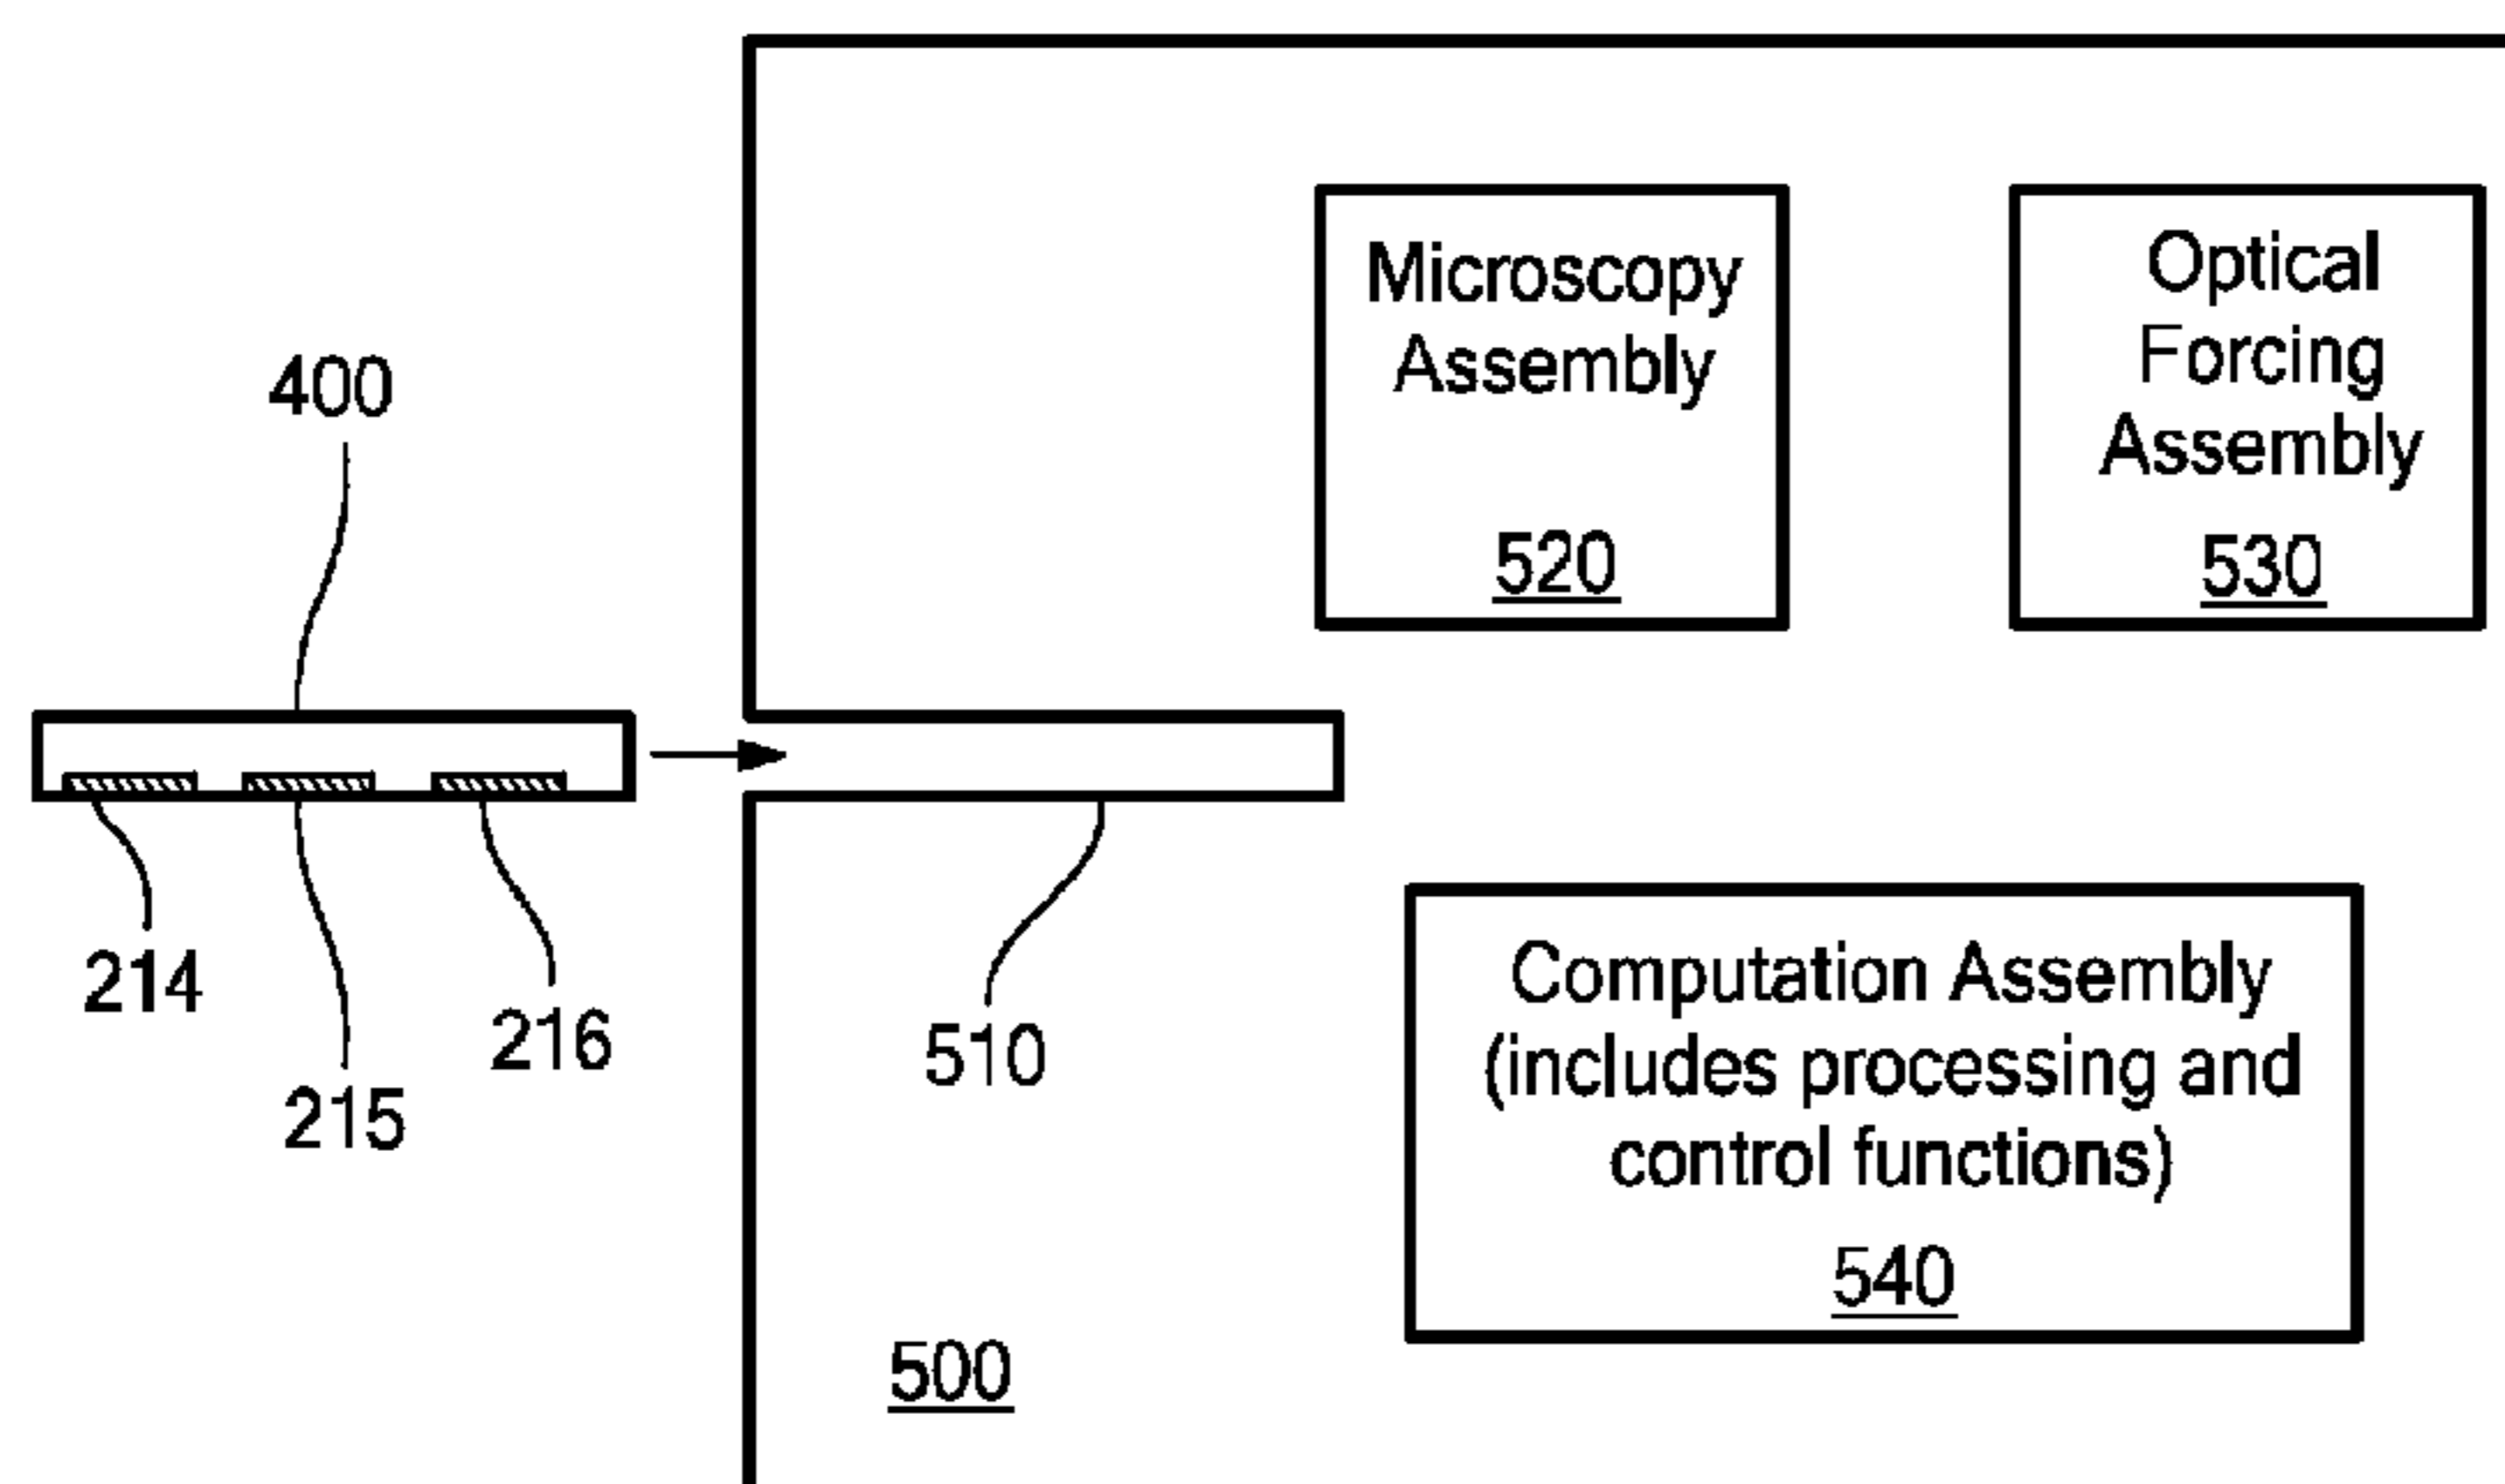 Microscopy
Assembly
520
Optical
Forcing
Assembly
530
400
214
215
216
510
Computation Assembly
(includes processing and
control functions)
540
500